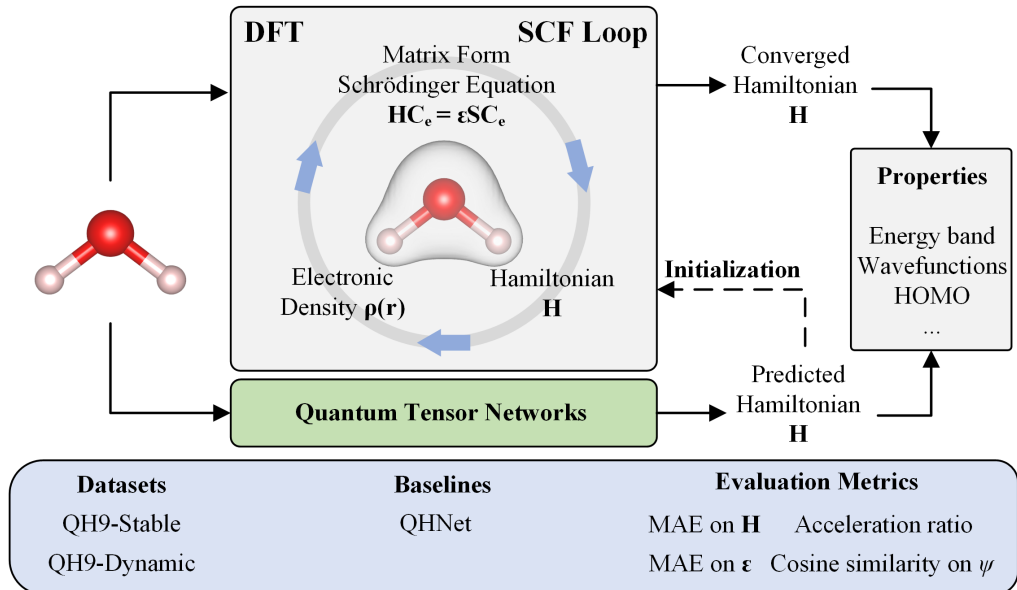 DFT
SCF Loop
Matrix Form
Schrödinger Equation
HCₑ = εSCₑ
Electronic
Density ρ(r)
Hamiltonian
H
Converged
Hamiltonian
H
Properties
Energy band
Wavefunctions
HOMO
...
Initialization
Quantum Tensor Networks
Predicted
Hamiltonian
H
Datasets
QH9-Stable
QH9-Dynamic
Baselines
QHNet
Evaluation Metrics
MAE on H Acceleration ratio
MAE on ε Cosine similarity on ψ